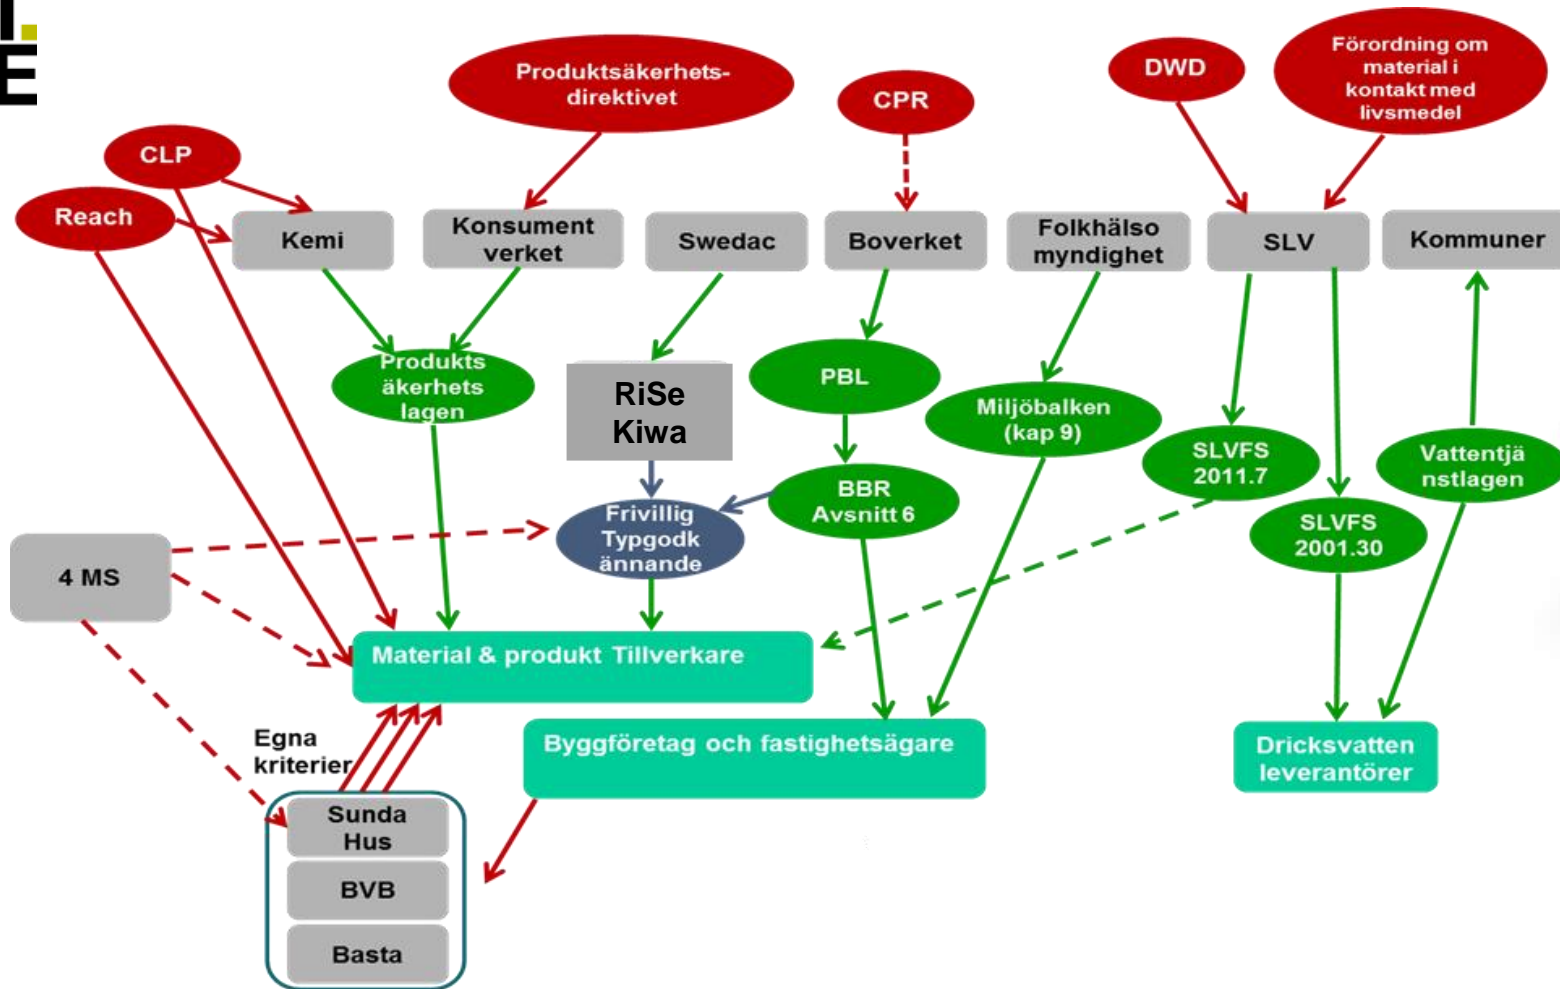 I.
E
Produktsäkerhets-
direktivet
CPR
DWD
Förordning om
material i
kontakt med
livsmedel
CLP
Reach
Kemi
Konsument
verket
Swedac
Boverket
Folkhälso
myndighet
SLV
Kommuner
Produkts
äkerhets
lagen
RiSe
Kiwa
PBL
Miljöbalken
(kap 9)
SLVFS
2011.7
Vattentjä
nstlagen
BBR
Avsnitt 6
Frivillig
Typgodk
ännande
SLVFS
2001.30
4 MS
Material & produkt Tillverkare
Egna
kriterier
Byggföretag och fastighetsägare
Dricksvatten
leverantörer
Sunda
Hus
BVB
Basta